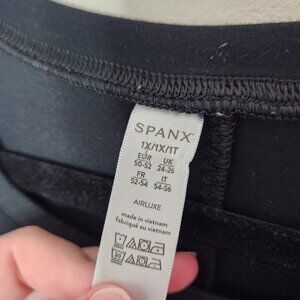 SPANX
1X/1X/1T
EUR UK
50-52 24-26
FR IT
52-54 54-56
AIRLUXE
made in vietnam
fabriqué au vietnam